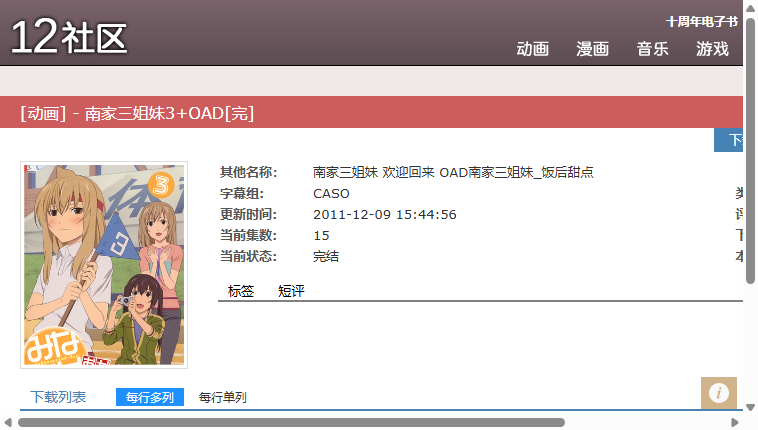 12社区
十周年电子书
动画 漫画 音乐 游戏
[动画] - 南家三姐妹3+OAD[完]
下
其他名称: 南家三姐妹 欢迎回来 OAD南家三姐妹_饭后甜点
字幕组: CASO
更新时间: 2011-12-09 15:44:56
当前集数: 15
当前状态: 完结
标签 短评
3
3
みな
下载列表 每行多列 每行单列